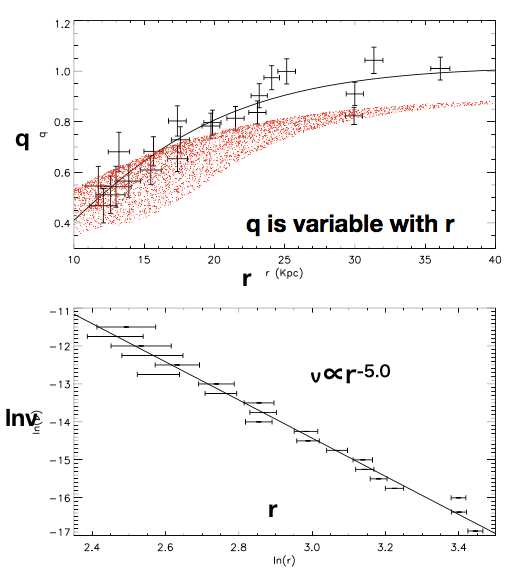 1.2
1.0
q q 0.8
0.6
0.4
q is variable with r
10 15 20 25 30 35 40
r r (Kpc)
-11
-12
-13
ν∝r-5.0
lnν ln(ν)
-14
-15
-16
r
-17
2.4 2.6 2.8 3.0 3.2 3.4
ln(r)